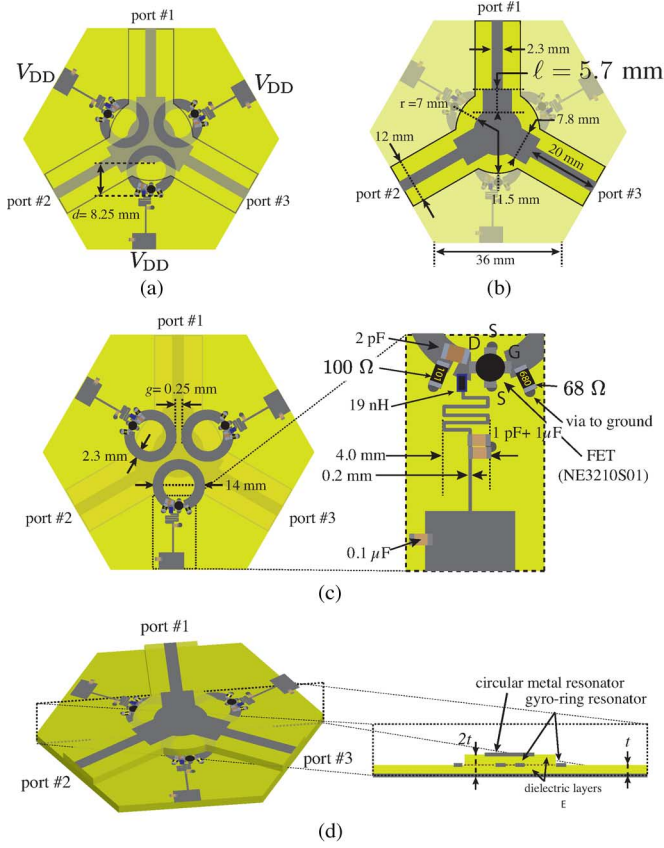 port #1
V_DD
V_DD
port #2
d= 8.25 mm
port #3
V_DD
(a)
port #1
2.3 mm
ℓ = 5.7 mm
r =7 mm
7.8 mm
12 mm
20 mm
port #2
11.5 mm
port #3
36 mm
(b)
port #1
g= 0.25 mm
2.3 mm
14 mm
port #2
port #3
2 pF
D
S
G
100 Ω
101
680
68 Ω
S
19 nH
via to ground
1 pF+ 1μF
FET
(NE3210S01)
4.0 mm
0.2 mm
0.1 μF
(c)
port #1
port #2
port #3
circular metal resonator
gyro-ring resonator
2t
t
dielectric layers
ε
(d)